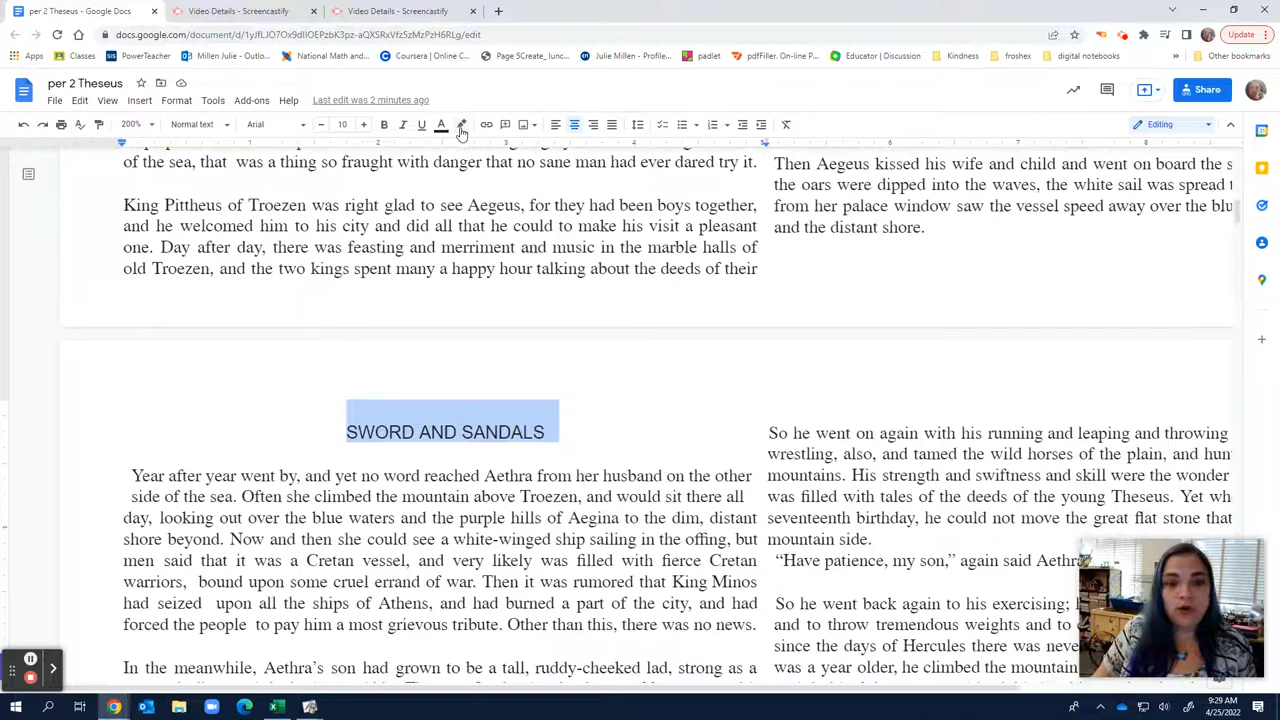 per 2 Theseus - Google Docs
Video Details - Screencastify
Video Details - Screencastify
docs.google.com/document/d/1yJfLJO7Ox9dIIOEPzbK3pz-aQXSRxVfz5zMzPzH6RLg/edit
Update
Apps
Classes
PowerTeacher
Millen Julie - Outlo...
National Math and...
Coursera | Online C...
Page 5Crebc_Inner...
Julie Millen - Profile...
padlet
pdfFiller. On-line P...
Educator | Discussion
Kindness
froshex
digital notebooks
Other bookmarks
per 2 Theseus
File Edit View Insert Format Tools Add-ons Help Last edit was 2 minutes ago
Share
200% Normal text Arial 10 B I U A
Editing
3 4 5
of the sea, that was a thing so fraught with danger that no sane man had ever dared try it.
King Pittheus of Troezen was right glad to see Aegeus, for they had been boys together,
and he welcomed him to his city and did all that he could to make his visit a pleasant
one. Day after day, there was feasting and merriment and music in the marble halls of
old Troezen, and the two kings spent many a happy hour talking about the deeds of their
Then Aegeus kissed his wife and child and went on board the s
the oars were dipped into the waves, the white sail was spread t
from her palace window saw the vessel speed away over the blu
and the distant shore.
SWORD AND SANDALS
Year after year went by, and yet no word reached Aethra from her husband on the other
side of the sea. Often she climbed the mountain above Troezen, and would sit there all
day, looking out over the blue waters and the purple hills of Aegina to the dim, distant
shore beyond. Now and then she could see a white-winged ship sailing in the offing, but
men said that it was a Cretan vessel, and very likely was filled with fierce Cretan
warriors, bound upon some cruel errand of war. Then it was rumored that King Minos
had seized upon all the ships of Athens, and had burned a part of the city, and had
forced the people to pay him a most grievous tribute. Other than this, there was no news.
In the meanwhile, Aethra's son had grown to be a tall, ruddy-cheeked lad, strong as a
So he went on again with his running and leaping and throwing
wrestling, also, and tamed the wild horses of the plain, and hun
mountains. His strength and swiftness and skill were the wonder
was filled with tales of the deeds of the young Theseus. Yet wh
seventeenth birthday, he could not move the great flat stone that
mountain side.
“Have patience, my son,” again said Aethra
So he went back again to his exercising;
and to throw tremendous weights and to
since the days of Hercules there was neve
was a year older, he climbed the mountain
9:29 AM
4/25/2022